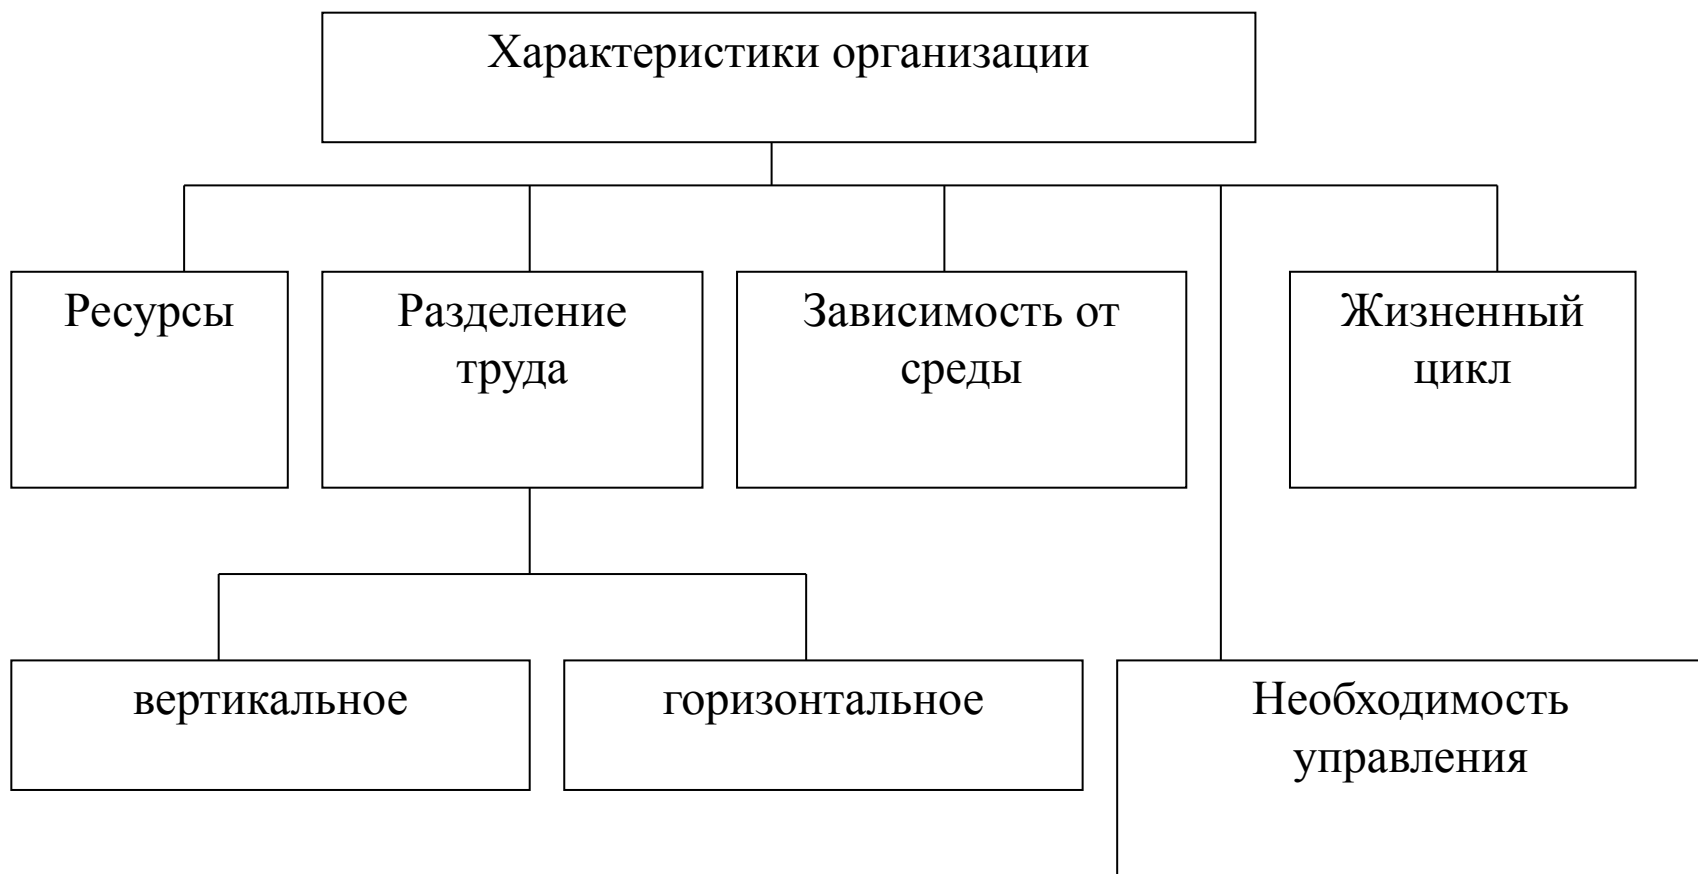 Характеристики организации
Ресурсы
Разделение
труда
Зависимость от
среды
Жизненный
цикл
вертикальное
горизонтальное
Необходимость
управления